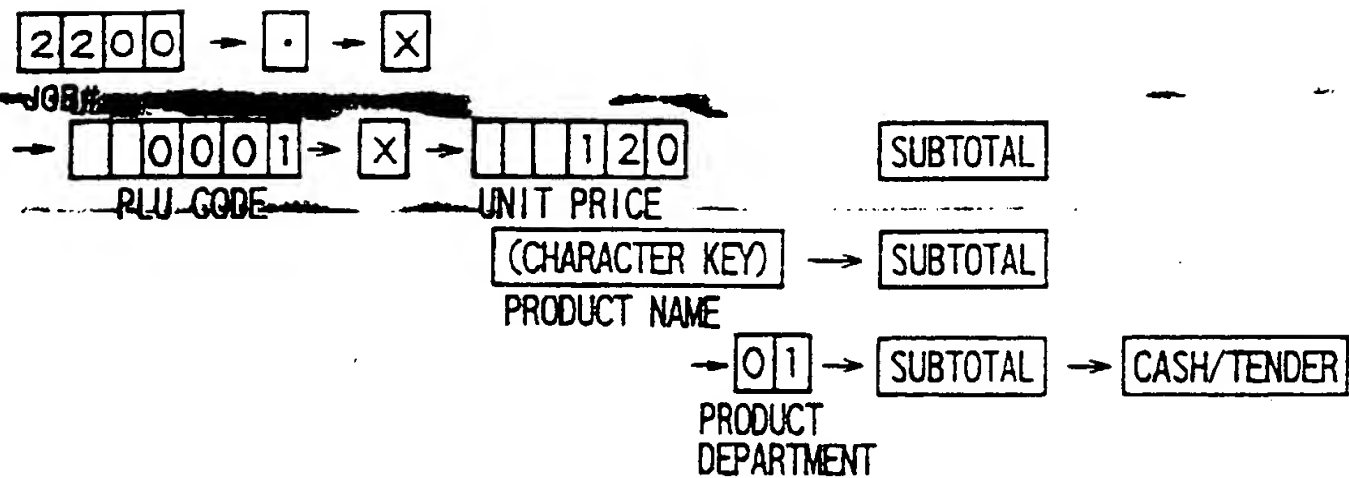 2200 → · → X
JOB#
→ 0001 → X → 120 SUBTOTAL
PLU CODE UNIT PRICE
(CHARACTER KEY) → SUBTOTAL
PRODUCT NAME
→ 01 → SUBTOTAL → CASH/TENDER
PRODUCT
DEPARTMENT